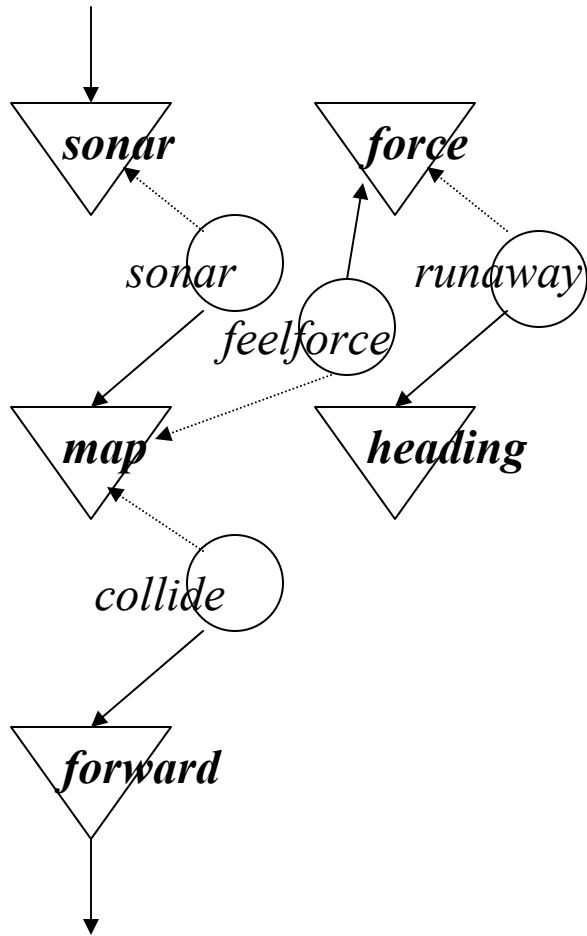 sonar
force
sonar
runaway
feelforce
map
heading
collide
forward